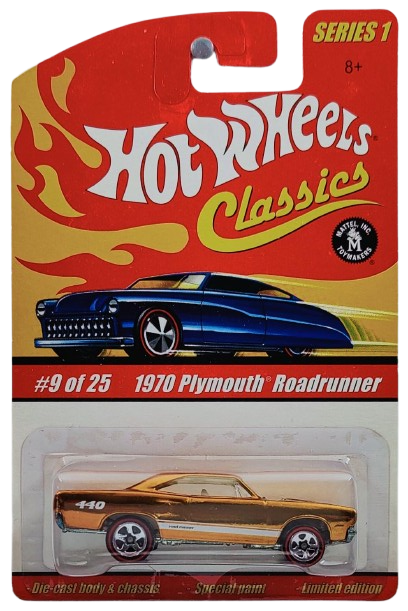 SERIES 1
8+
HOT WHEELS
Classics
MATTEL, INC.
M
TOYMAKERS
#9 of 25 1970 Plymouth® Roadrunner
440
Die-cast body & chassis Special paint Limited edition